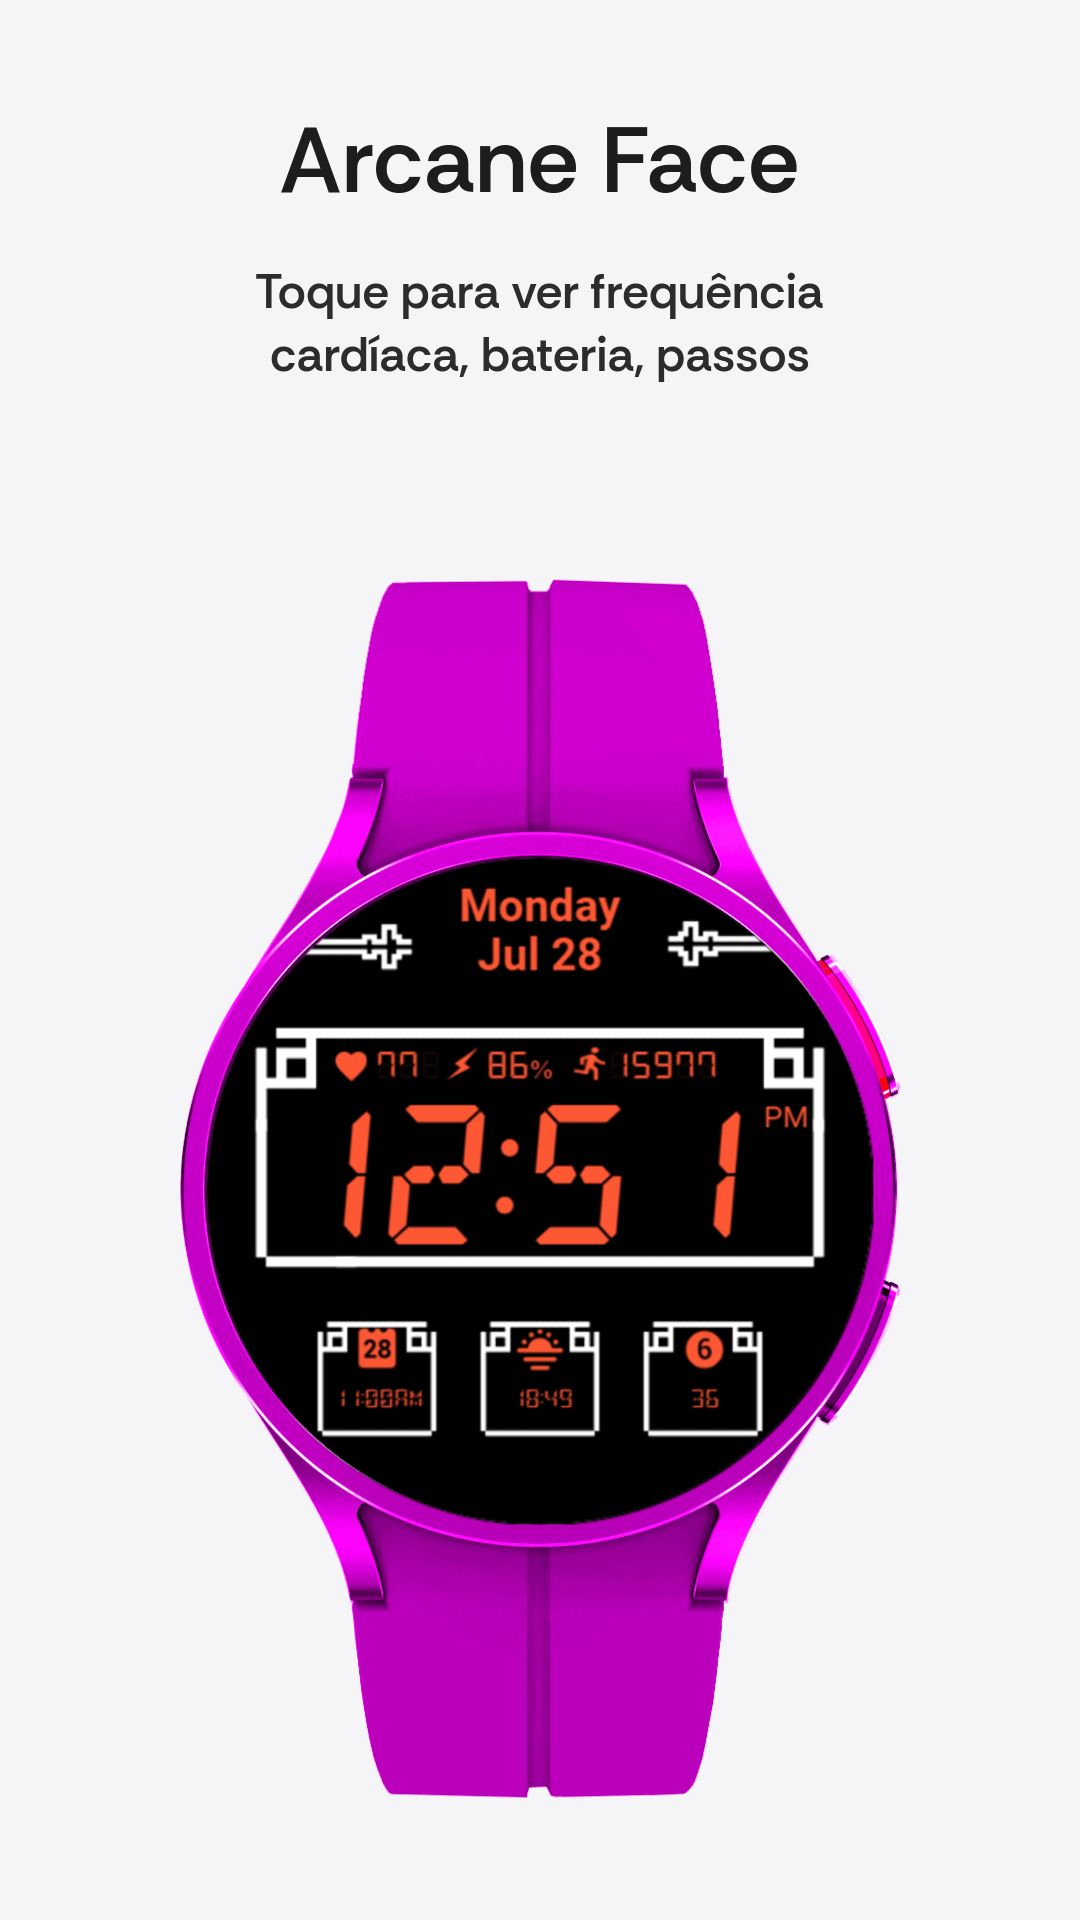 Arcane Face
Toque para ver frequência
cardíaca, bateria, passos
Monday
Jul 28
77 86% 15977
12:51 PM
28 6
11:00AM 18:49 36